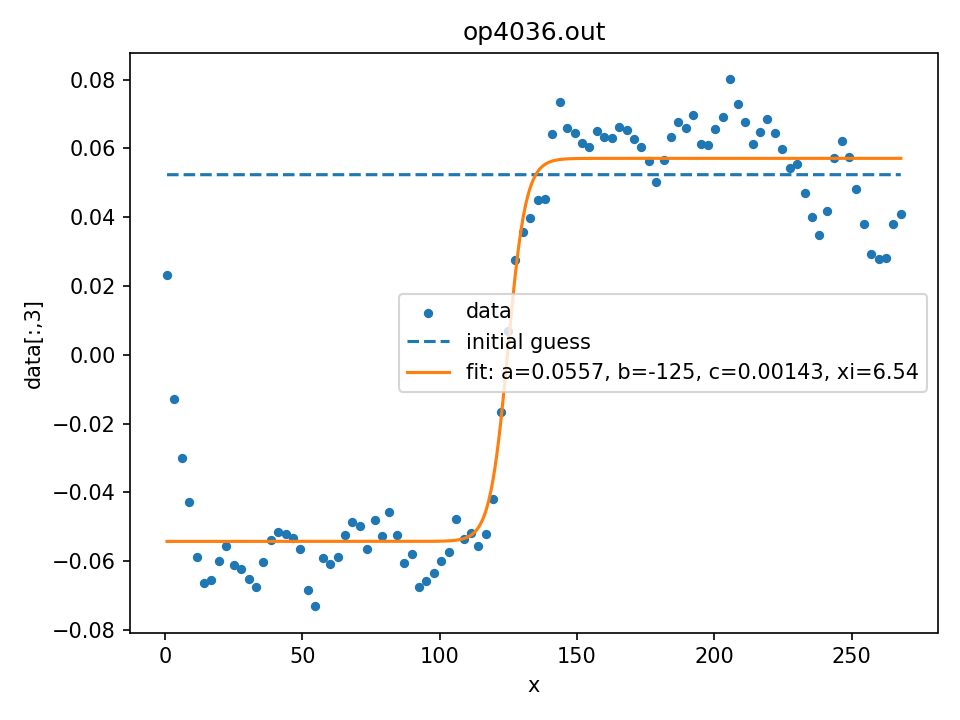 op4036.out
0.08
0.06
0.04
0.02
0.00
−0.02
−0.04
−0.06
−0.08
data[:,3]
data
initial guess
fit: a=0.0557, b=-125, c=0.00143, xi=6.54
0 50 100 150 200 250
x